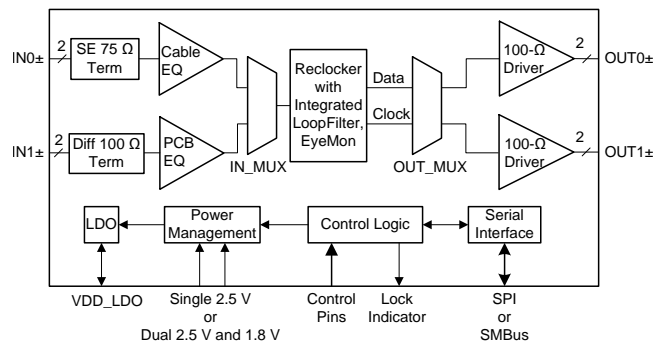 IN0±
2
SE 75 Ω
Term
Cable
EQ
Reclocker
with
Integrated
LoopFilter,
EyeMon
Data
Clock
100-Ω
Driver
2
OUT0±
IN1±
2
Diff 100 Ω
Term
PCB
EQ
IN_MUX
OUT_MUX
100-Ω
Driver
2
OUT1±
LDO
Power
Management
Control Logic
Serial
Interface
VDD_LDO
Single 2.5 V
or
Dual 2.5 V and 1.8 V
Control
Pins
Lock
Indicator
SPI
or
SMBus